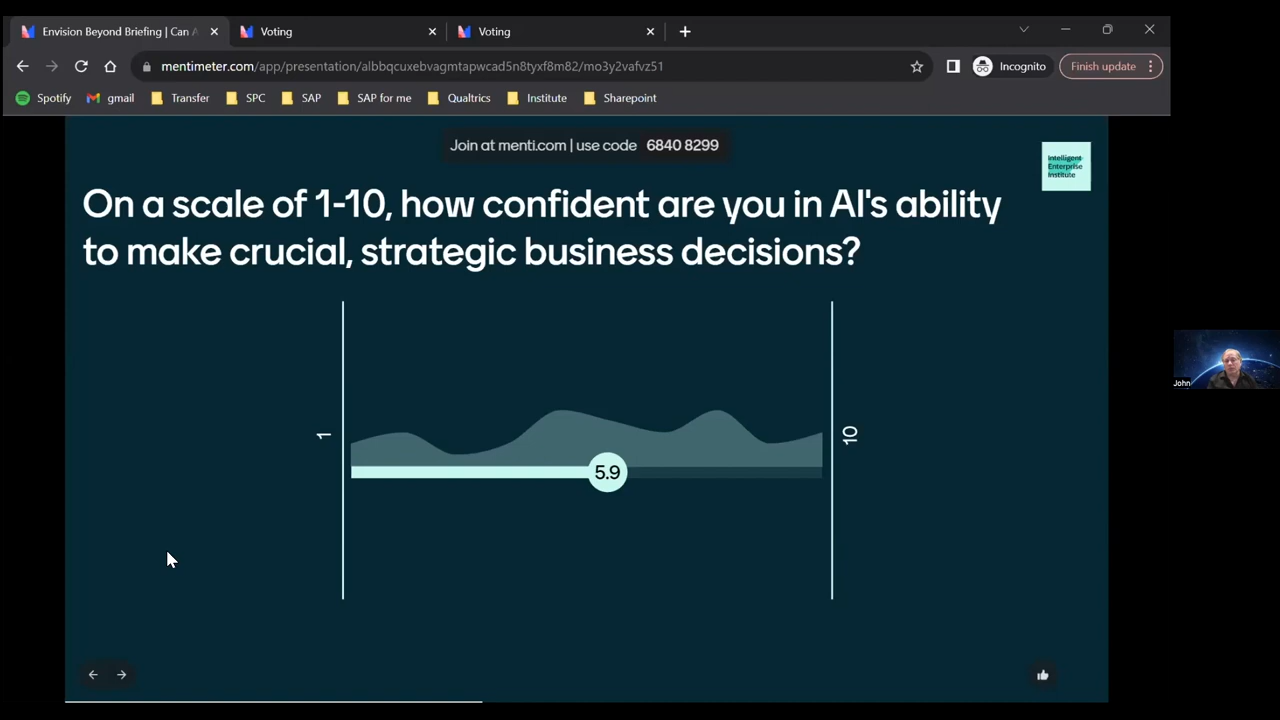 Envision Beyond Briefing | Can A
Voting
Voting
mentimeter.com/app/presentation/albbqcuxebvagmtapwcad5n8tyxf8m82/mo3y2vafvz51
Incognito
Finish update
Spotify
gmail
Transfer
SPC
SAP
SAP for me
Qualtrics
Institute
Sharepoint
Join at menti.com | use code 6840 8299
Intelligent
Enterprise
Institute
On a scale of 1-10, how confident are you in AI's ability
to make crucial, strategic business decisions?
1
10
5.9
John